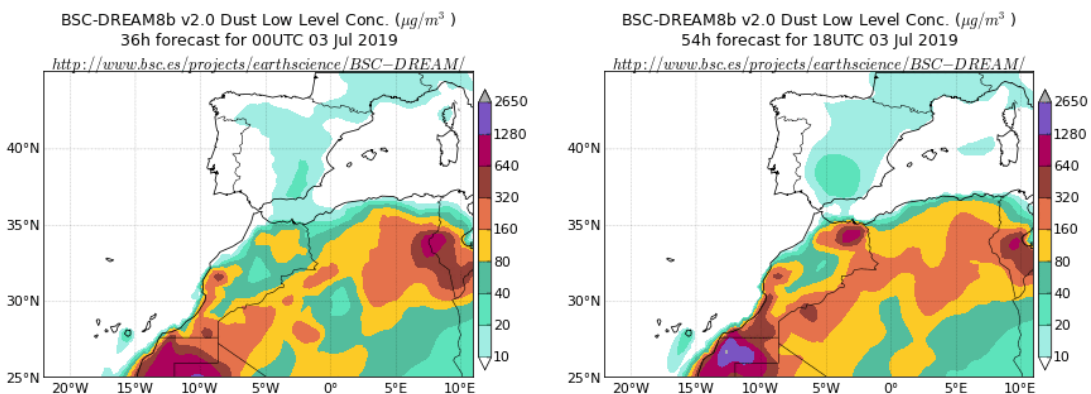 BSC-DREAM8b v2.0 Dust Low Level Conc. (μg/m³ )
36h forecast for 00UTC 03 Jul 2019
http://www.bsc.es/projects/earthscience/BSC−DREAM/
40°N
35°N
30°N
25°N
20°W
15°W
10°W
5°W
0°
5°E
10°E
2650
1280
640
320
160
80
40
20
10
BSC-DREAM8b v2.0 Dust Low Level Conc. (μg/m³ )
54h forecast for 18UTC 03 Jul 2019
http://www.bsc.es/projects/earthscience/BSC−DREAM/
40°N
35°N
30°N
25°N
20°W
15°W
10°W
5°W
0°
5°E
10°E
2650
1280
640
320
160
80
40
20
10